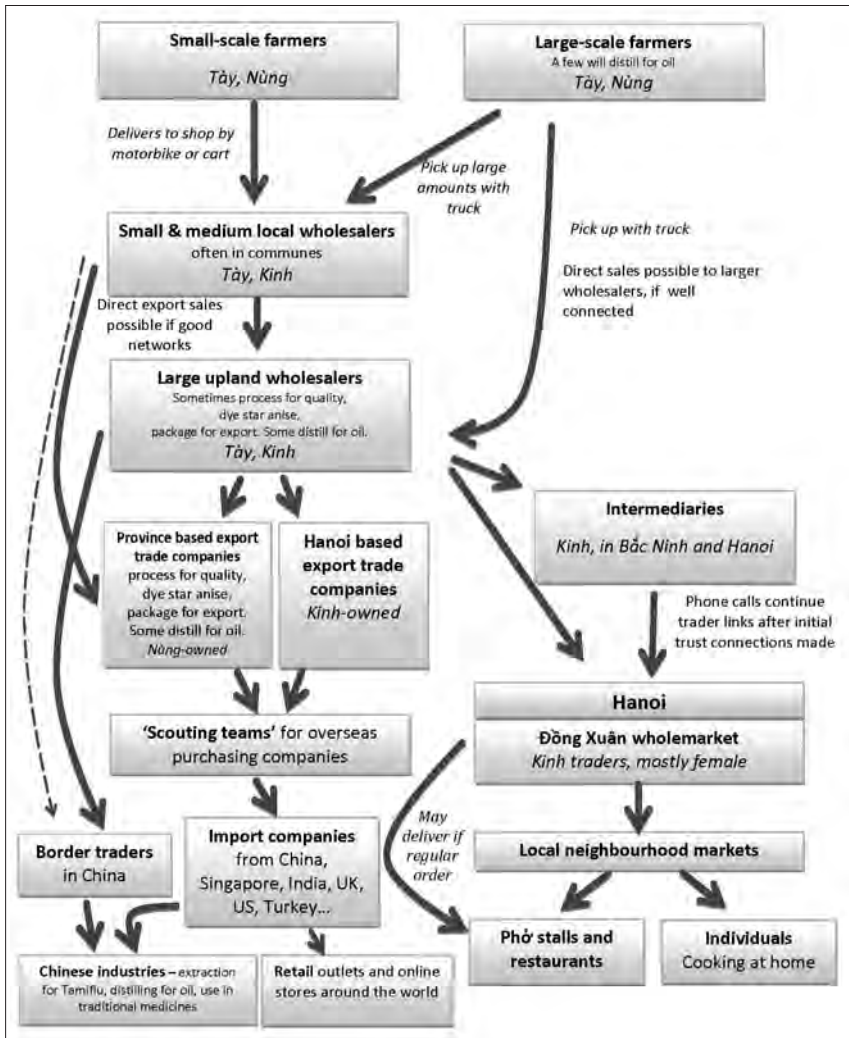 Small-scale farmers
Tày, Nùng
Large-scale farmers
A few will distill for oil
Tày, Nùng
Delivers to shop by
motorbike or cart
Pick up large
amounts with
truck
Pick up with truck
Direct sales possible to larger
wholesalers, if well
connected
Small & medium local wholesalers
often in communes
Tày, Kinh
Direct export sales
possible if good
networks
Large upland wholesalers
Sometimes process for quality,
dye star anise,
package for export. Some distill for oil.
Tày, Kinh
Intermediaries
Kinh, in Bắc Ninh and Hanoi
Province based export
trade companies
process for quality,
dye star anise,
package for export.
Some distill for oil.
Nùng-owned
Hanoi based
export trade
companies
Kinh-owned
Phone calls continue
trader links after initial
trust connections made
Hanoi
Đồng Xuân wholemarket
Kinh traders, mostly female
‘Scouting teams’ for overseas
purchasing companies
May
deliver if
regular
order
Border traders
in China
Import companies
from China,
Singapore, India, UK,
US, Turkey...
Local neighbourhood markets
Phở stalls and
restaurants
Individuals
Cooking at home
Chinese industries – extraction
for Tamiflu, distilling for oil, use in
traditional medicines
Retail outlets and online
stores around the world